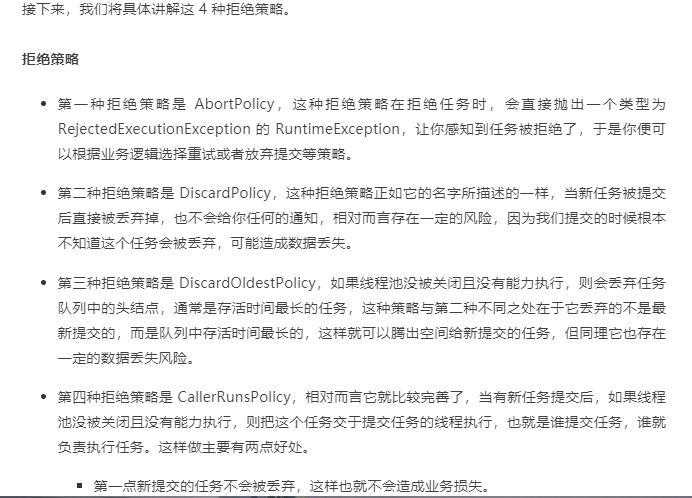 接下来，我们将具体讲解这 4 种拒绝策略。
拒绝策略
第一种拒绝策略是 AbortPolicy，这种拒绝策略在拒绝任务时，会直接抛出一个类型为
RejectedExecutionException 的 RuntimeException，让你感知到任务被拒绝了，于是你便可
以根据业务逻辑选择重试或者放弃提交等策略。
第二种拒绝策略是 DiscardPolicy，这种拒绝策略正如它的名字所描述的一样，当新任务被提交
后直接被丢弃掉，也不会给你任何的通知，相对而言存在一定的风险，因为我们提交的时候根本
不知道这个任务会被丢弃，可能造成数据丢失。
第三种拒绝策略是 DiscardOldestPolicy，如果线程池没被关闭且没有能力执行，则会丢弃任务
队列中的头结点，通常是存活时间最长的任务，这种策略与第二种不同之处在于它丢弃的不是最
新提交的，而是队列中存活时间最长的，这样就可以腾出空间给新提交的任务，但同理它也存在
一定的数据丢失风险。
第四种拒绝策略是 CallerRunsPolicy，相对而言它就比较完善了，当有新任务提交后，如果线程
池没被关闭且没有能力执行，则把这个任务交于提交任务的线程执行，也就是谁提交任务，谁就
负责执行任务。这样做主要有两点好处。
第一点新提交的任务不会被丢弃，这样也就不会造成业务损失。